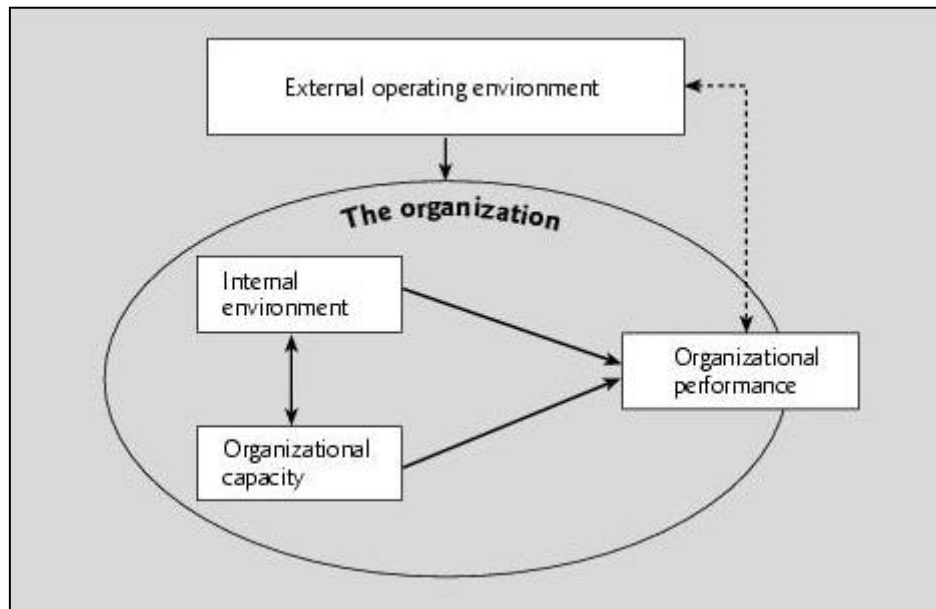 External operating environment
The organization
Internal
environment
Organizational
performance
Organizational
capacity